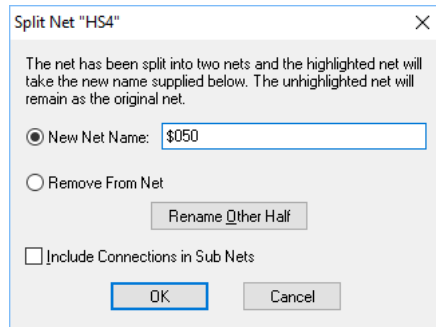 Split Net "HS4"
The net has been split into two nets and the highlighted net will
take the new name supplied below. The unhighlighted net will
remain as the original net.
New Net Name: $050
Remove From Net
Rename Other Half
Include Connections in Sub Nets
OK Cancel